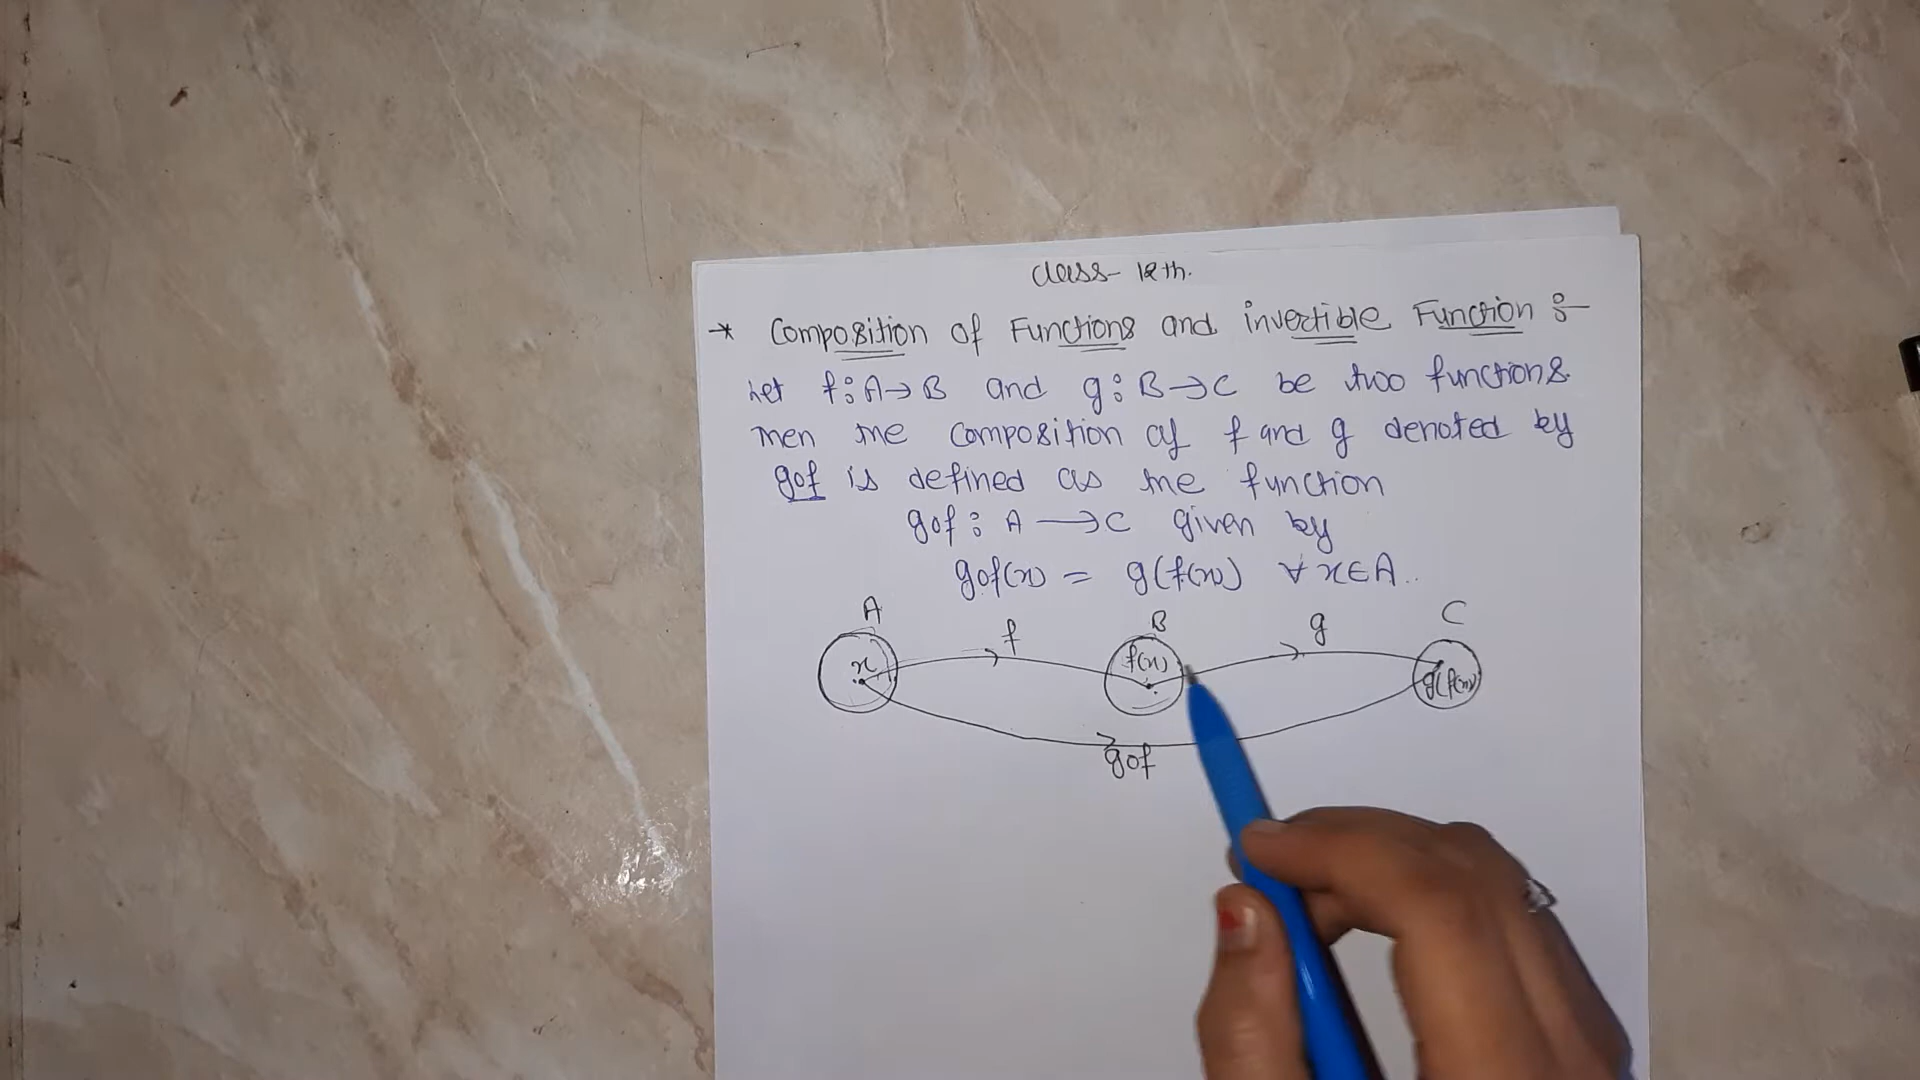 Class- 12th.
* Composition of Functions and invertible Function :-
Let f: A→B and g: B→C be two functions.
Then the composition of f and g denoted by
gof is defined as the function
gof: A ⟶ C given by
gof(x) = g(f(x)) ∀ x∈A..
A f B g C
x f(x) g(f(x))
gof